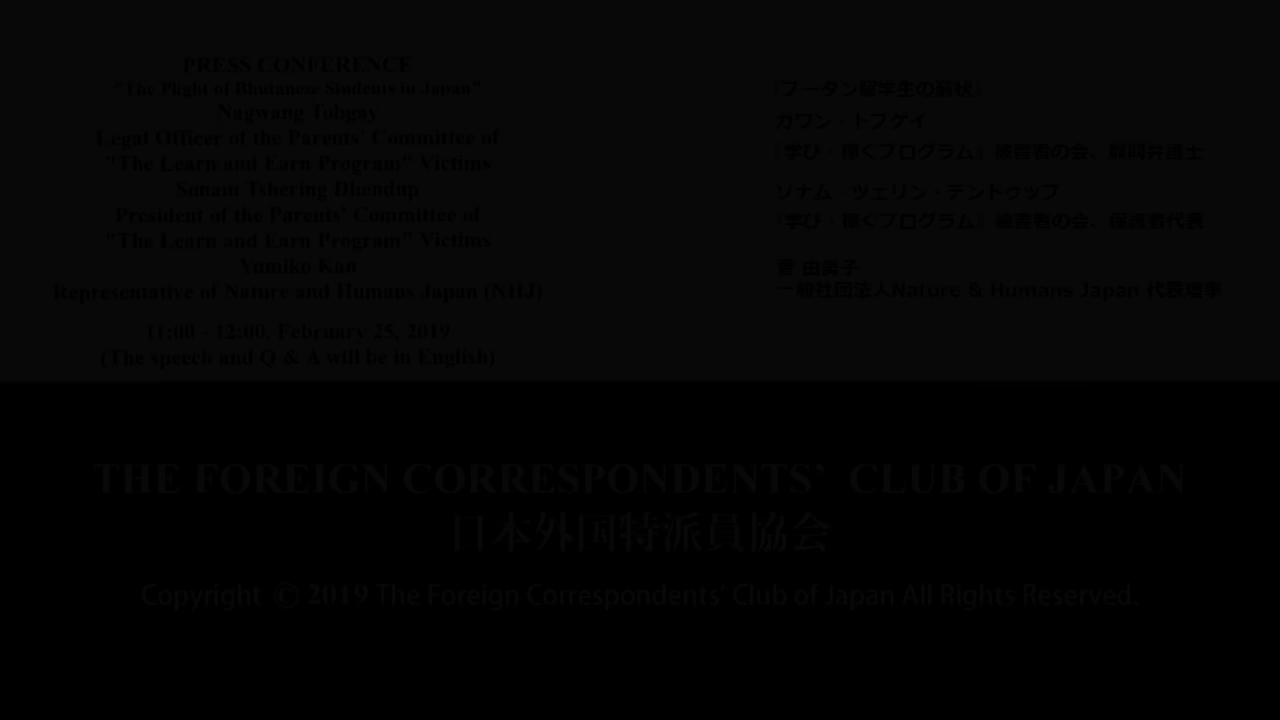 PRESS CONFERENCE
"The Plight of Bhutanese Students in Japan"
Nagwang Tobgay
Legal Officer of the Parents' Committee of
"The Learn and Earn Program" Victims
Sonam Tshering Dhendup
President of the Parents' Committee of
"The Learn and Earn Program" Victims
Yumiko Kan
Representative of Nature and Humans Japan (NHJ)
11:00 - 12:00, February 25, 2019
(The speech and Q & A will be in English)
『ブータン留学生の窮状』
ガワン・トブゲイ
『学び・稼ぐプログラム』被害者の会、顧問弁護士
ソナム・ツェリン・デンドゥップ
『学び・稼ぐプログラム』被害者の会、保護者代表
菅 由美子
一般社団法人Nature & Humans Japan 代表理事
THE FOREIGN CORRESPONDENTS' CLUB OF JAPAN
日本外国特派員協会
Copyright © 2019 The Foreign Correspondents' Club of Japan All Rights Reserved.